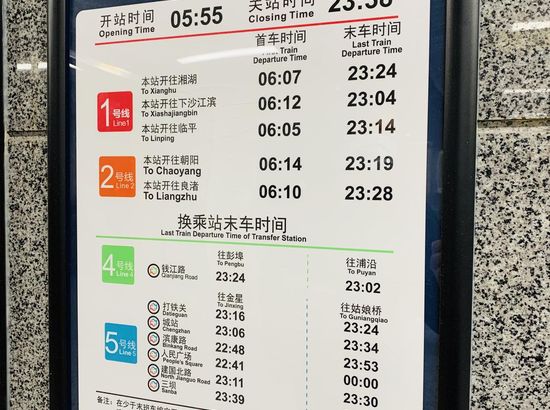 开站时间
Opening Time
05:55
关站时间
Closing Time
23:58
首车时间
First Train
Departure Time
末车时间
Last Train
Departure Time
1号线
Line1
本站开往湘湖
To Xianghu
06:07
23:24
本站开往下沙江滨
To Xiashajiangbin
06:12
23:04
本站开往临平
To Linping
06:05
23:14
2号线
Line 2
本站开往朝阳
To Chaoyang
06:14
23:19
本站开往良渚
To Liangzhu
06:10
23:28
换乘站末车时间
Last Train Departure Time of Transfer Station
4号线
Line 4
往彭埠
To Pengbu
往浦沿
To Puyan
钱江路
Qianjiang Road
23:24
23:02
5号线
Line 5
往金星
To Jinxing
往姑娘桥
To Guniangqiao
打铁关
Datieguan
23:16
23:24
城站
Chengzhan
23:06
23:34
滨康路
Binkang Road
22:48
23:24
人民广场
People's Square
22:41
23:53
建国北路
North Jianguo Road
23:11
00:00
三坝
Sanba
23:39
23:30